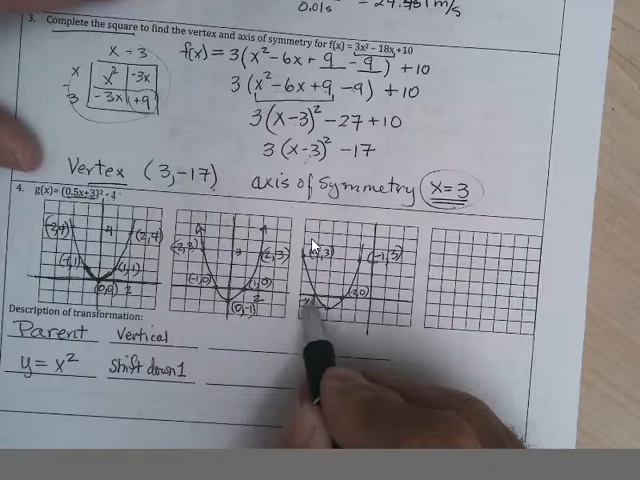 0.01s
m/s
3. Complete the square to find the vertex and axis of symmetry for f(x) = 3x² − 18x +10
x - 3
f(x) = 3(x² -6x + 9 - 9) + 10
x x² -3x
-3 -3x +9
3(x² -6x +9 -9) +10
3(x-3)² -27 +10
3(x-3)² -17
Vertex (3, -17)
axis of symmetry x=3
4. g(x)= (0.5x+3)² -
(-2,4) 4 (2,4)
(-1,1) (1,1)
(0,0) 2
(-2,3) 3 (2,3)
(-1,0) (1,0)
2
(0,-1)
Description of transformation:
Parent Vertical
y = x² shift down 1